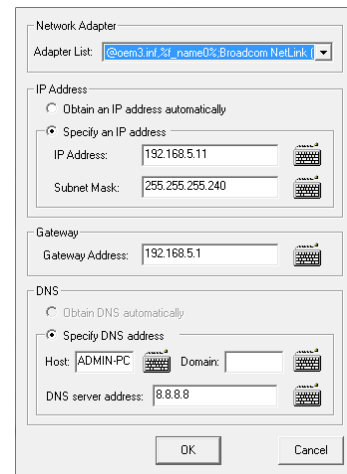 Network Adapter
Adapter List: @oem3.inf,%f_name0%;Broadcom NetLink (
IP Address
Obtain an IP address automatically
Specify an IP address
IP Address: 192.168.5.11
Subnet Mask: 255.255.255.240
Gateway
Gateway Address: 192.168.5.1
DNS
Obtain DNS automatically
Specify DNS address
Host: ADMIN-PC Domain:
DNS server address: 8.8.8.8
OK Cancel